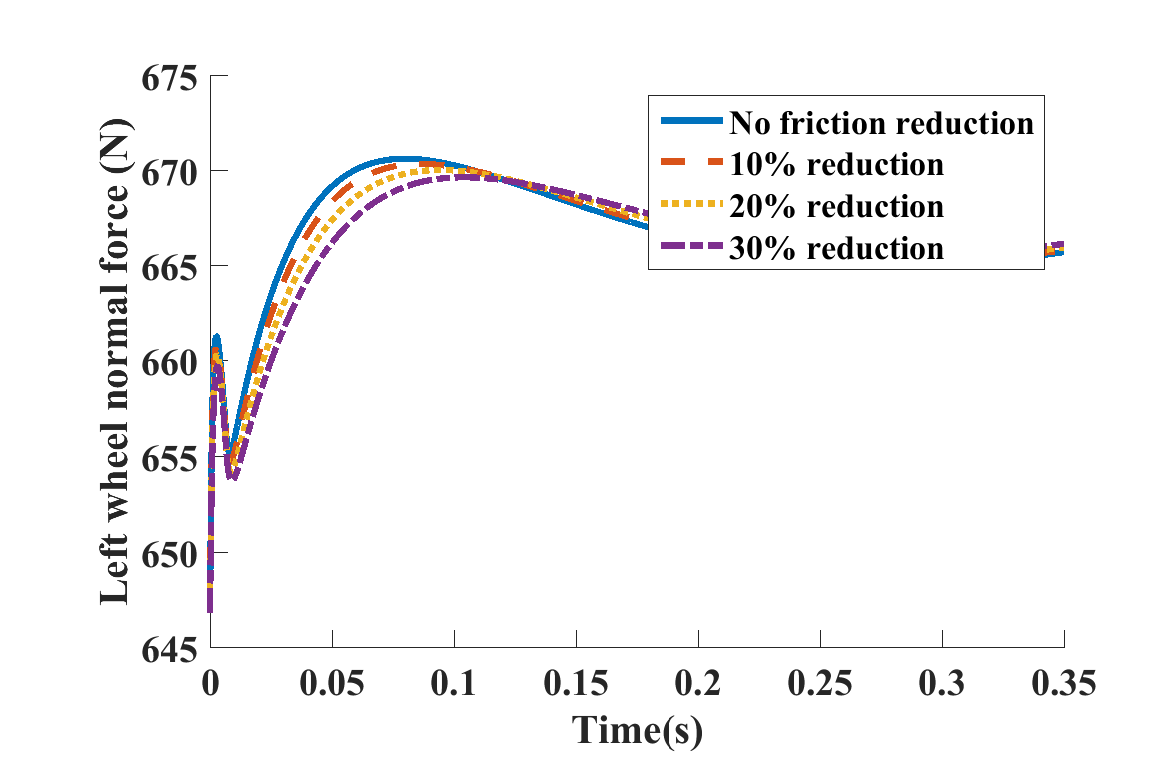 675
670
665
660
655
650
645
Left wheel normal force (N)
No friction reduction
10% reduction
20% reduction
30% reduction
0 0.05 0.1 0.15 0.2 0.25 0.3 0.35
Time(s)